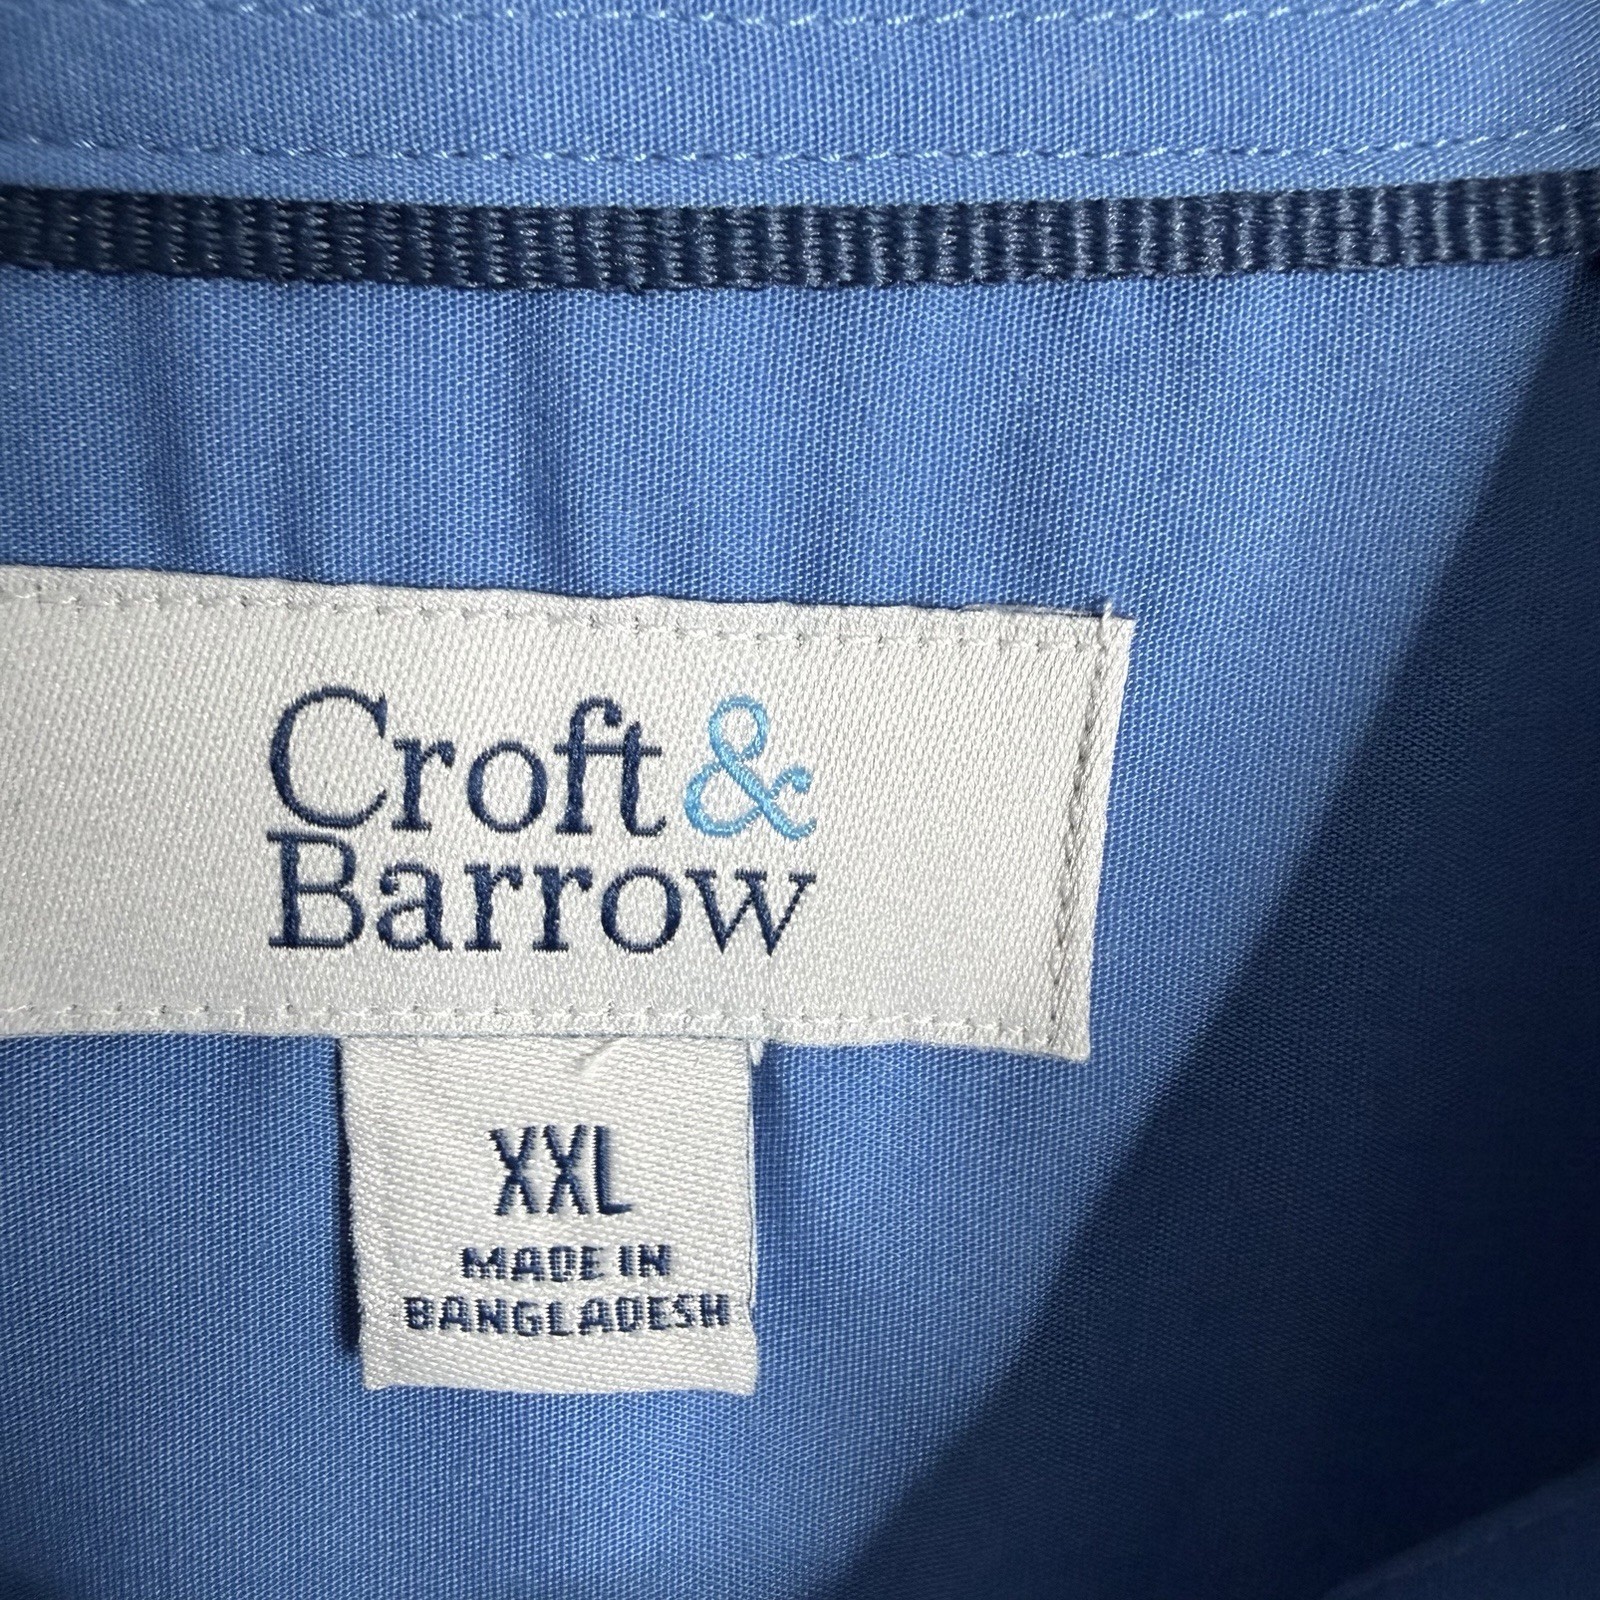 Croft &
Barrow
XXL
MADE IN
BANGLADESH